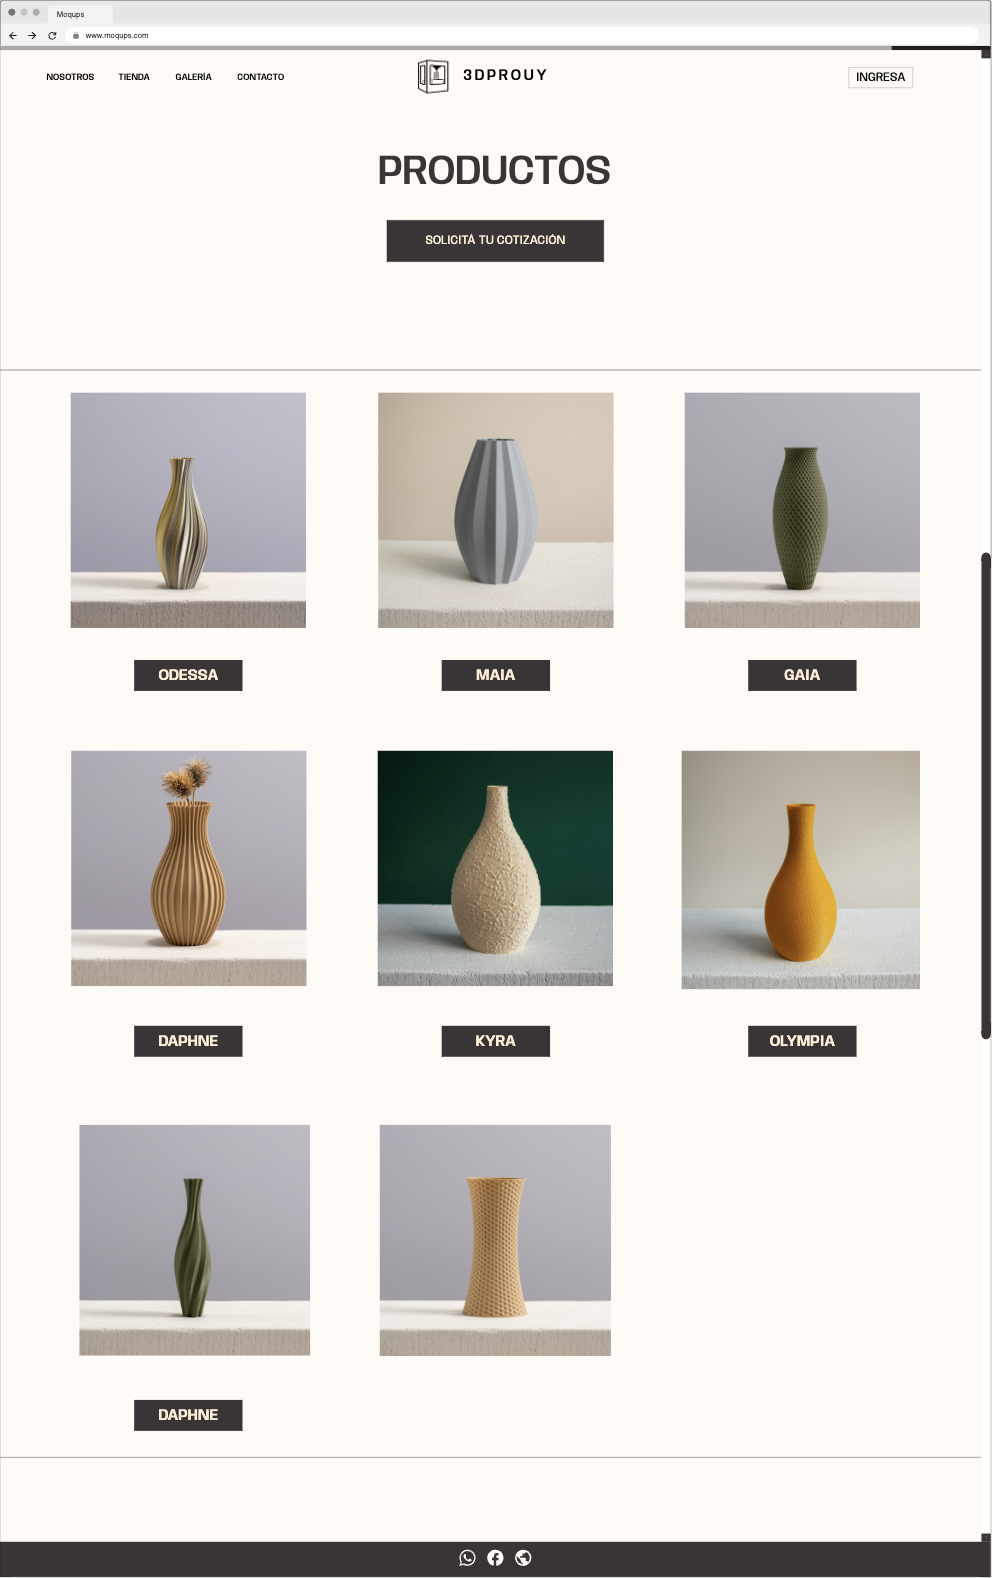 Moqups
www.moqups.com
NOSOTROS TIENDA GALERÍA CONTACTO
3DPROUY
INGRESA
PRODUCTOS
SOLICITÁ TU COTIZACIÓN
ODESSA MAIA GAIA
DAPHNE KYRA OLYMPIA
DAPHNE